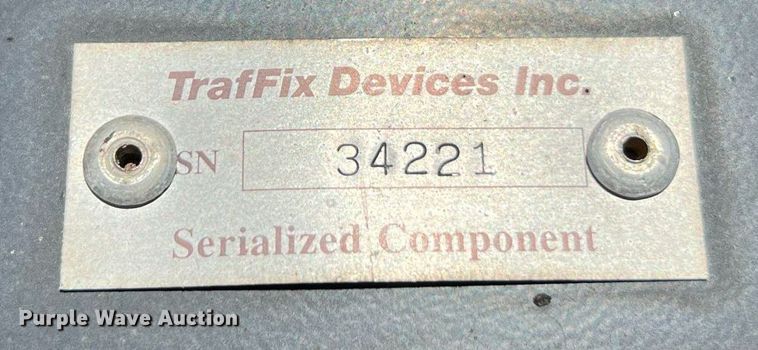 TrafFix Devices Inc.
SN 34221
Serialized Component
Purple Wave Auction